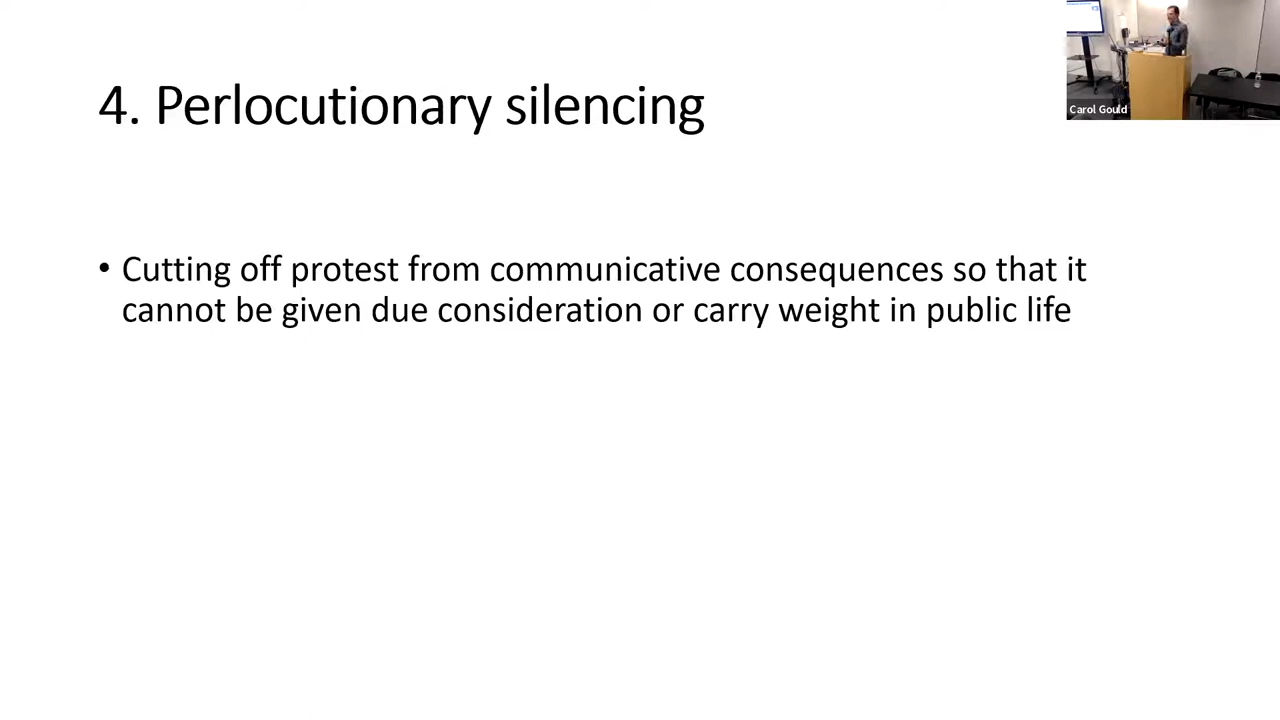 4. Perlocutionary silencing
Carol Gould
• Cutting off protest from communicative consequences so that it
cannot be given due consideration or carry weight in public life